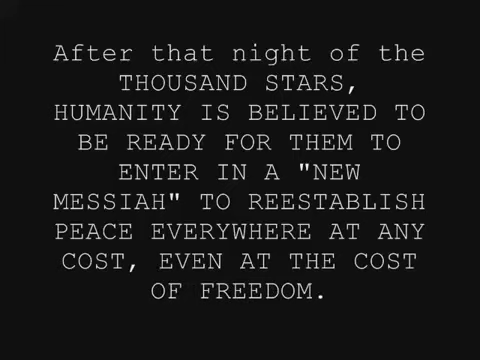 After that night of the
THOUSAND STARS,
HUMANITY IS BELIEVED TO
BE READY FOR THEM TO
ENTER IN A "NEW
MESSIAH" TO REESTABLISH
PEACE EVERYWHERE AT ANY
COST, EVEN AT THE COST
OF FREEDOM.